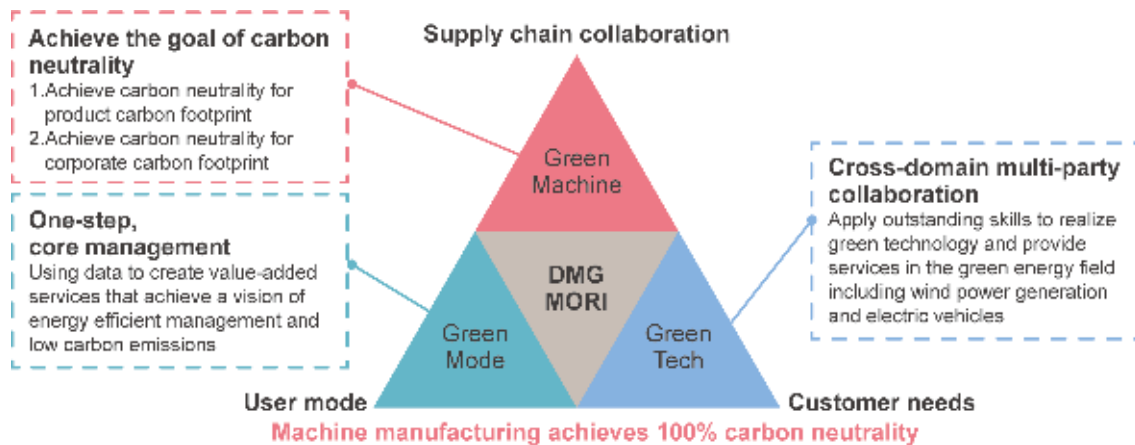 Achieve the goal of carbon
neutrality
1.Achieve carbon neutrality for
product carbon footprint
2.Achieve carbon neutrality for
corporate carbon footprint
One-step,
core management
Using data to create value-added
services that achieve a vision of
energy efficient management and
low carbon emissions
Supply chain collaboration
Green
Machine
DMG
MORI
Green
Mode
Green
Tech
Cross-domain multi-party
collaboration
Apply outstanding skills to realize
green technology and provide
services in the green energy field
including wind power generation
and electric vehicles
User mode
Customer needs
Machine manufacturing achieves 100% carbon neutrality